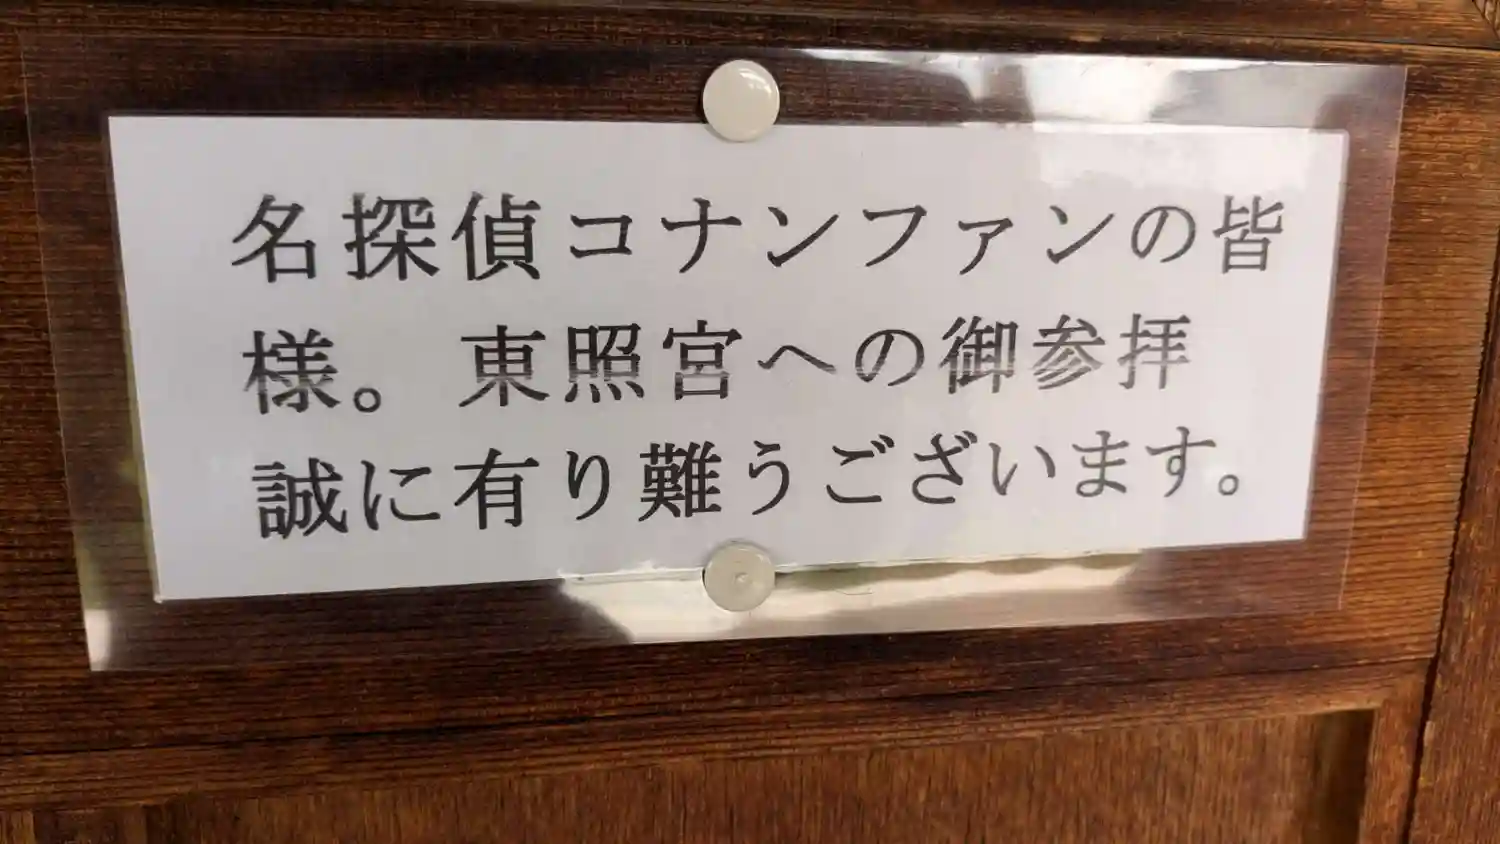 名探偵コナンファンの皆
様。東照宮への御参拝
誠に有り難うございます。